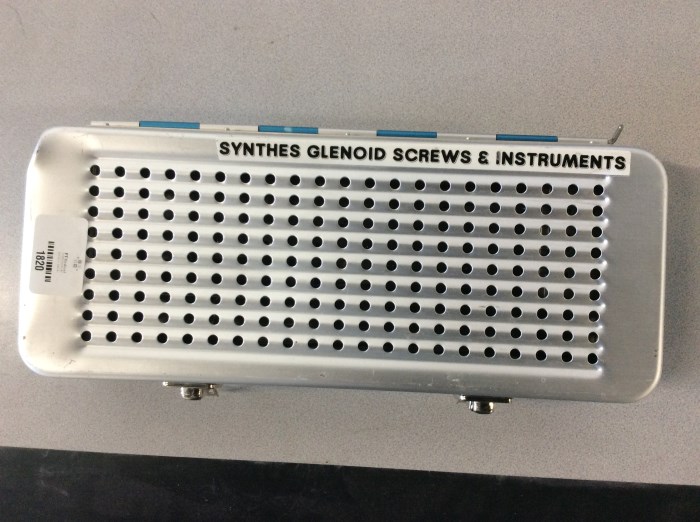 SYNTHES GLENOID SCREWS & INSTRUMENTS
1820